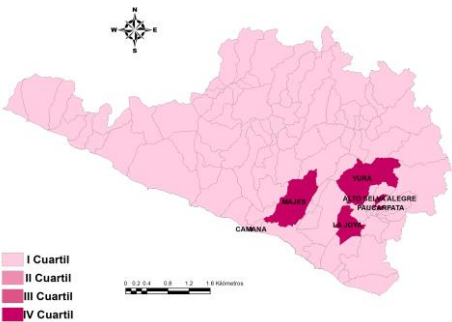 N
W E
S
YURA
ALTO SELVA ALEGRE
PAUCARPATA
MAJES
LA JOYA
CAMANA
I Cuartil
II Cuartil
III Cuartil
IV Cuartil
0 0.2 0.4 0.8 1.2 1.6 Kilómetros